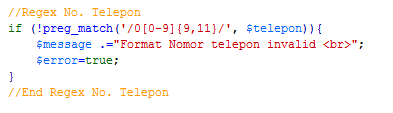 //Regex No. Telepon
if (!preg_match('/0[0-9]{9,11}/', $telepon)){
    $message .="Format Nomor telepon invalid <br>";
    $error=true;
}
//End Regex No. Telepon